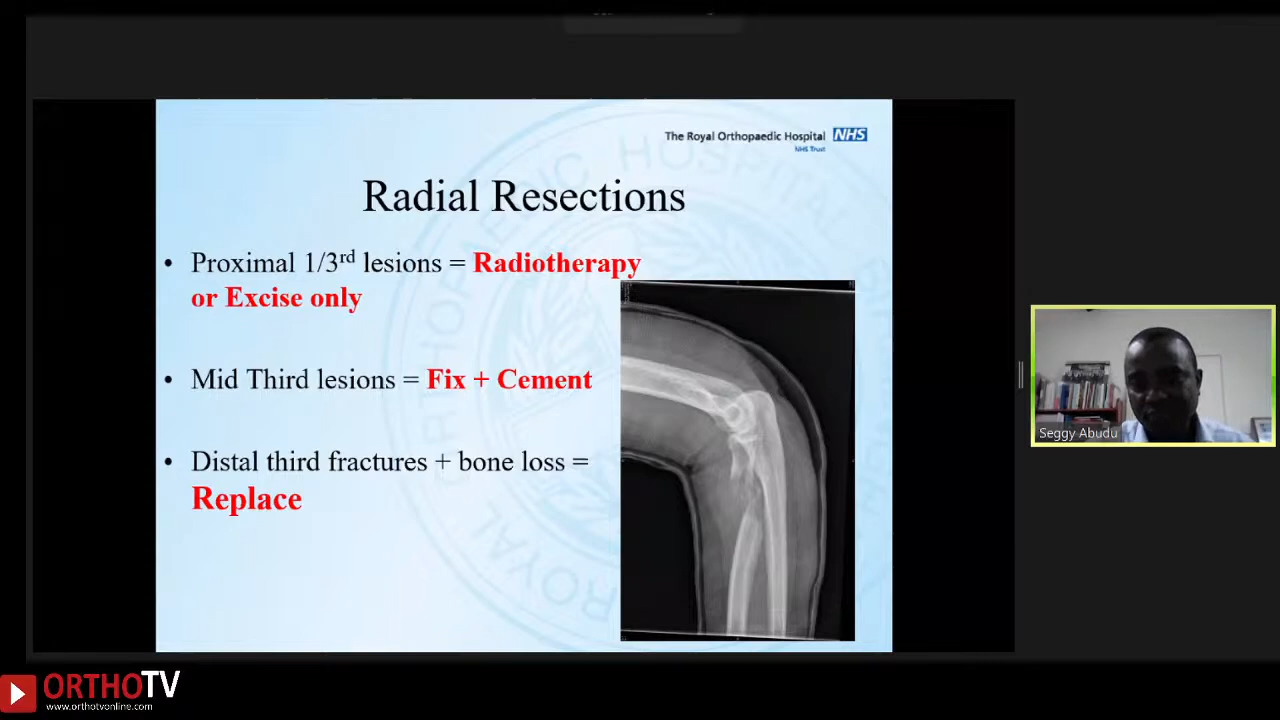 The Royal Orthopaedic Hospital NHS
NHS Trust
Radial Resections
• Proximal 1/3rd lesions = Radiotherapy
or Excise only
• Mid Third lesions = Fix + Cement
• Distal third fractures + bone loss =
Replace
Seggy Abudu
ORTHOTV
www.orthotvonline.com